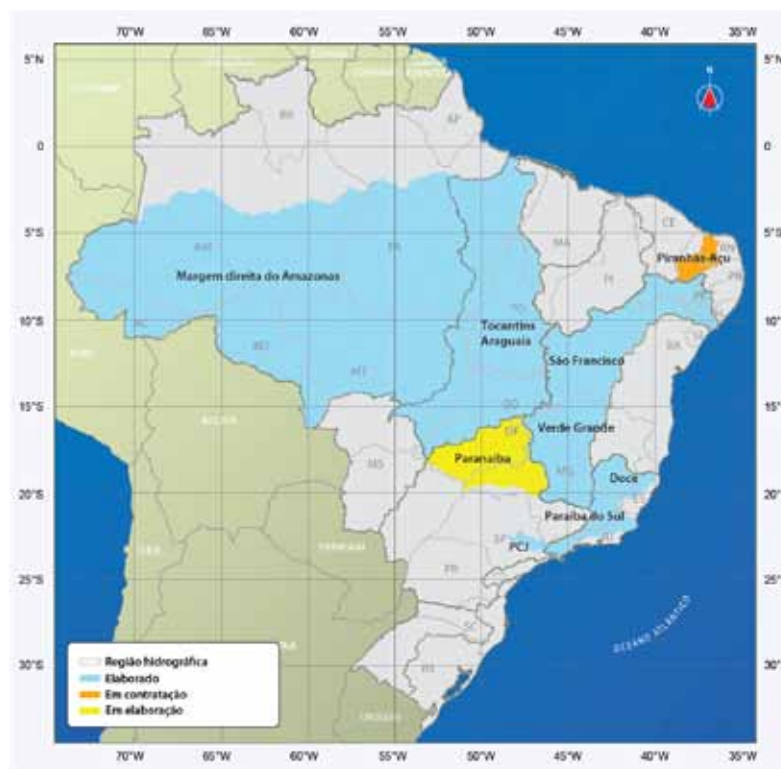 70°W 65°W 60°W 55°W 50°W 45°W 40°W 35°W
5°N 5°N
0 0
5°S 5°S
10°S 10°S
15°S 15°S
20°S 20°S
25°S 25°S
30°S 30°S
N
RR
AP
CE
RN
Piranhas-Açu
PB
MA
PI
AM
PA
Margem direita do Amazonas
TO
Tocantins
Araguaia
AC
RO
MT
São Francisco
BA
GO
DF
Verde Grande
MS
Paranaíba
MG
Doce
ES
Paraíba do Sul
SP
PCJ
RJ
PR
SC
RS
BOLÍVIA
URUGUAI
OCEANO ATLÂNTICO
Região hidrográfica
Elaborado
Em contratação
Em elaboração
70°W 65°W 60°W 55°W 50°W 45°W 40°W 35°W